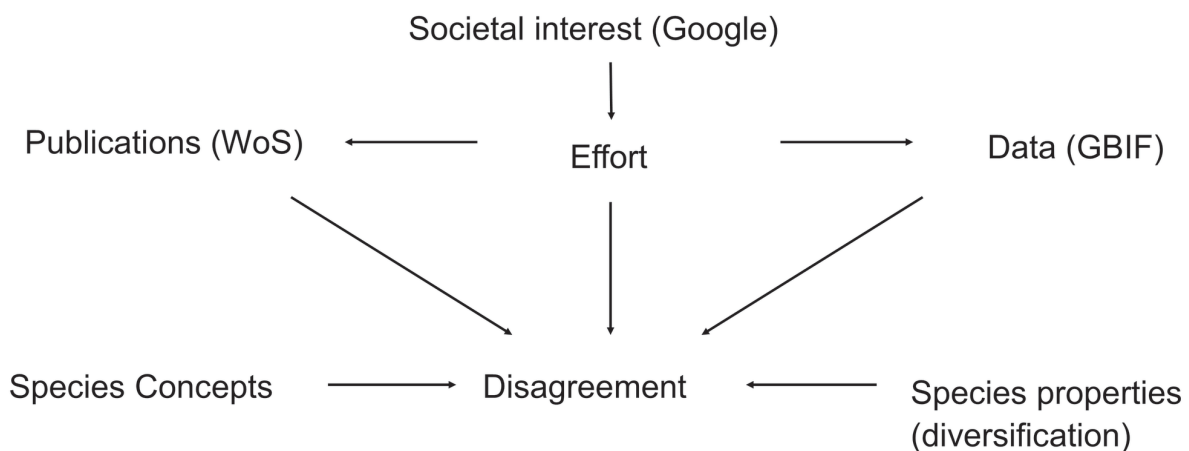 Societal interest (Google)
Publications (WoS)
Effort
Data (GBIF)
Species Concepts
Disagreement
Species properties
(diversification)